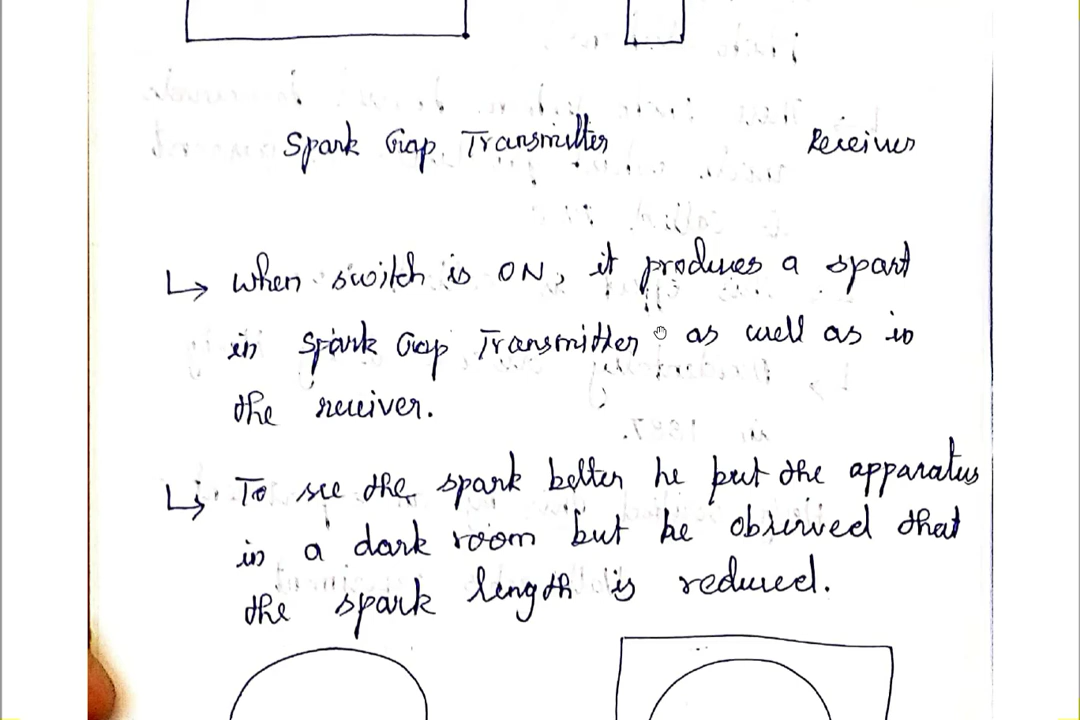 Spark Gap Transmitter Receiver
↳ When switch is ON, it produces a spark
in Spark Gap Transmitter as well as in
the receiver.
↳ To see the spark better he put the apparatus
in a dark room but he observed that
the spark length is reduced.